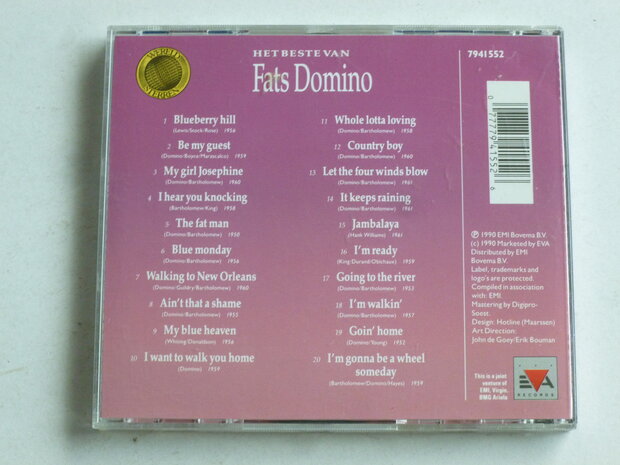 WERELD
STERREN
HET BESTE VAN
Fats Domino
7941552
1 Blueberry hill
(Lewis/Stock/Rose) 1956
2 Be my guest
(Domino/Bojeo/Marascalco) 1959
3 My girl Josephine
(Domino/Bartholomew) 1960
4 I hear you knocking
(Bartholomew/King) 1958
5 The fat man
(Domino/Bartholomew) 1950
6 Blue monday
(Domino/Bartholomew) 1956
7 Walking to New Orleans
(Domino/Guidry/Bartholomew) 1960
8 Ain't that a shame
(Domino/Bartholomew) 1955
9 My blue heaven
(Whiting/Donaldson) 1956
10 I want to walk you home
(Domino) 1959
11 Whole lotta loving
(Domino/Bartholomew) 1958
12 Country boy
(Domino/Bartholomew) 1960
13 Let the four winds blow
(Domino/Bartholomew) 1961
14 It keeps raining
(Domino/Bartholomew) 1961
15 Jambalaya
(Hank Williams) 1961
16 I'm ready
(King/Durand/Obichaux) 1959
17 Going to the river
(Domino/Bartholomew) 1953
18 I'm walkin'
(Domino/Bartholomew) 1957
19 Goin' home
(Domino/Young) 1952
20 I'm gonna be a wheel
someday
(Bartholomew/Domino/Hayes) 1959
0 77779 41552 6
℗ 1990 EMI Bovema B.V.
(c) 1990 Marketed by EVA
Distributed by EMI
Bovema B.V.
Label, trademarks and
logo's are protected.
Compiled in association
with: EMI.
Mastering by Digipro-
Soest.
Design: Hotline (Maarssen)
Art Direction:
John de Goey/Erik Bouman
This is a joint
venture of
EMI, Virgin,
BMG Ariola
EVA
RECORDS